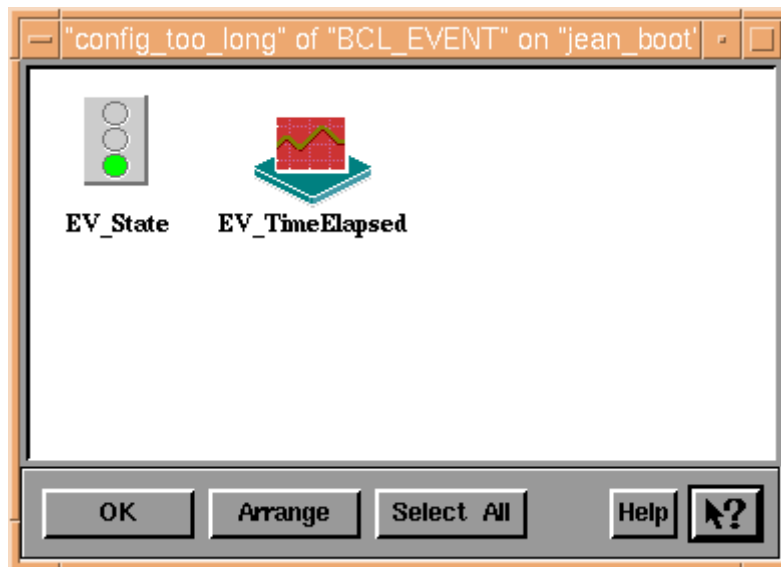 "config_too_long" of "BCL_EVENT" on "jean_boot"
EV_State
EV_TimeElapsed
OK
Arrange
Select All
Help
?